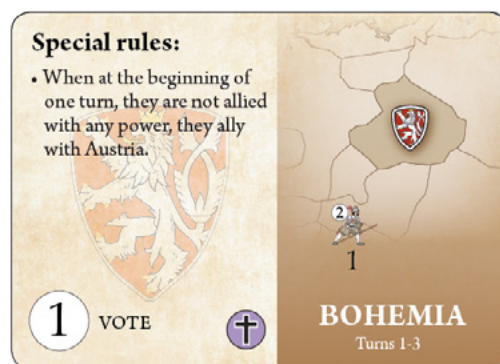 Special rules:
• When at the beginning of
one turn, they are not allied
with any power, they ally
with Austria.
1 VOTE
2
1
BOHEMIA
Turns 1-3